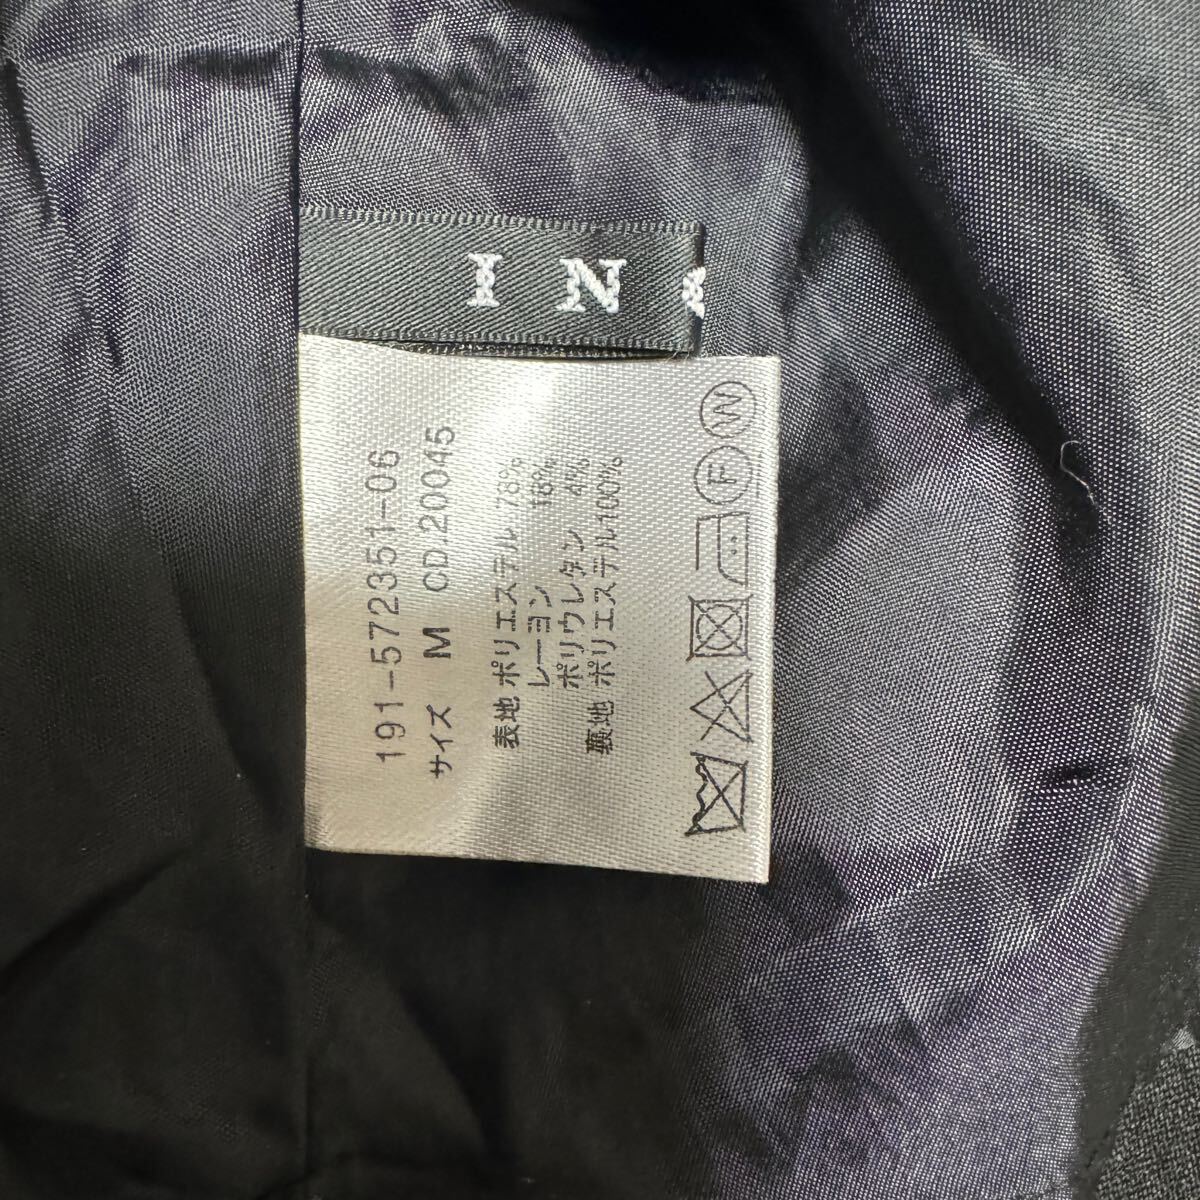 I N
191-572351-06
サイズ M CD.20045
表地 ポリエステル 78%
レーヨン 18%
ポリウレタン 4%
裏地 ポリエステル100%
F W